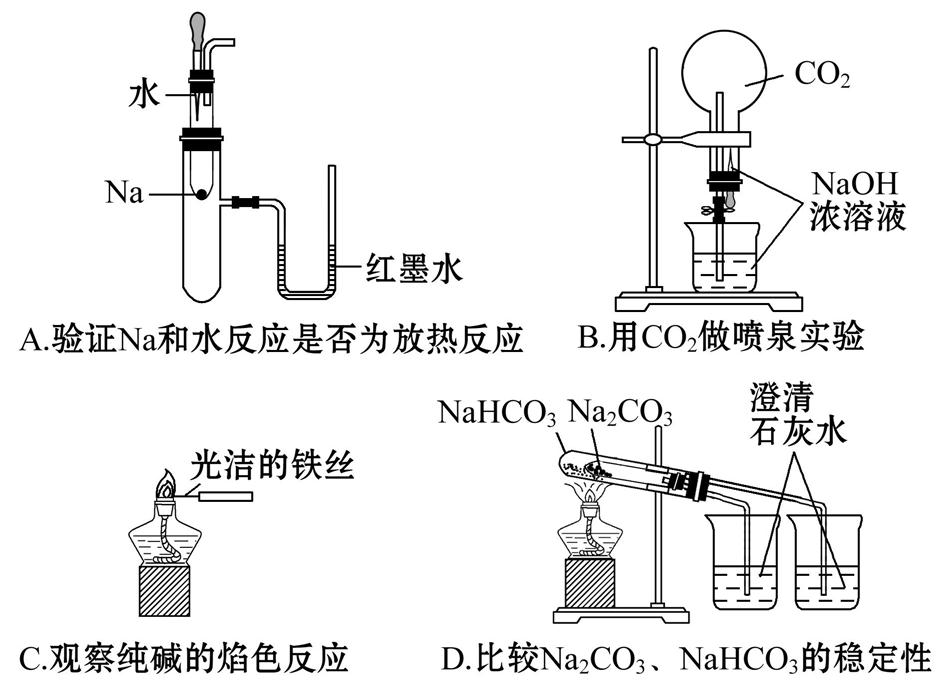 水
Na
红墨水
A.验证Na和水反应是否为放热反应
CO₂
NaOH
浓溶液
B.用CO₂做喷泉实验
光洁的铁丝
C.观察纯碱的焰色反应
NaHCO₃ Na₂CO₃
澄清
石灰水
D.比较Na₂CO₃、NaHCO₃的稳定性